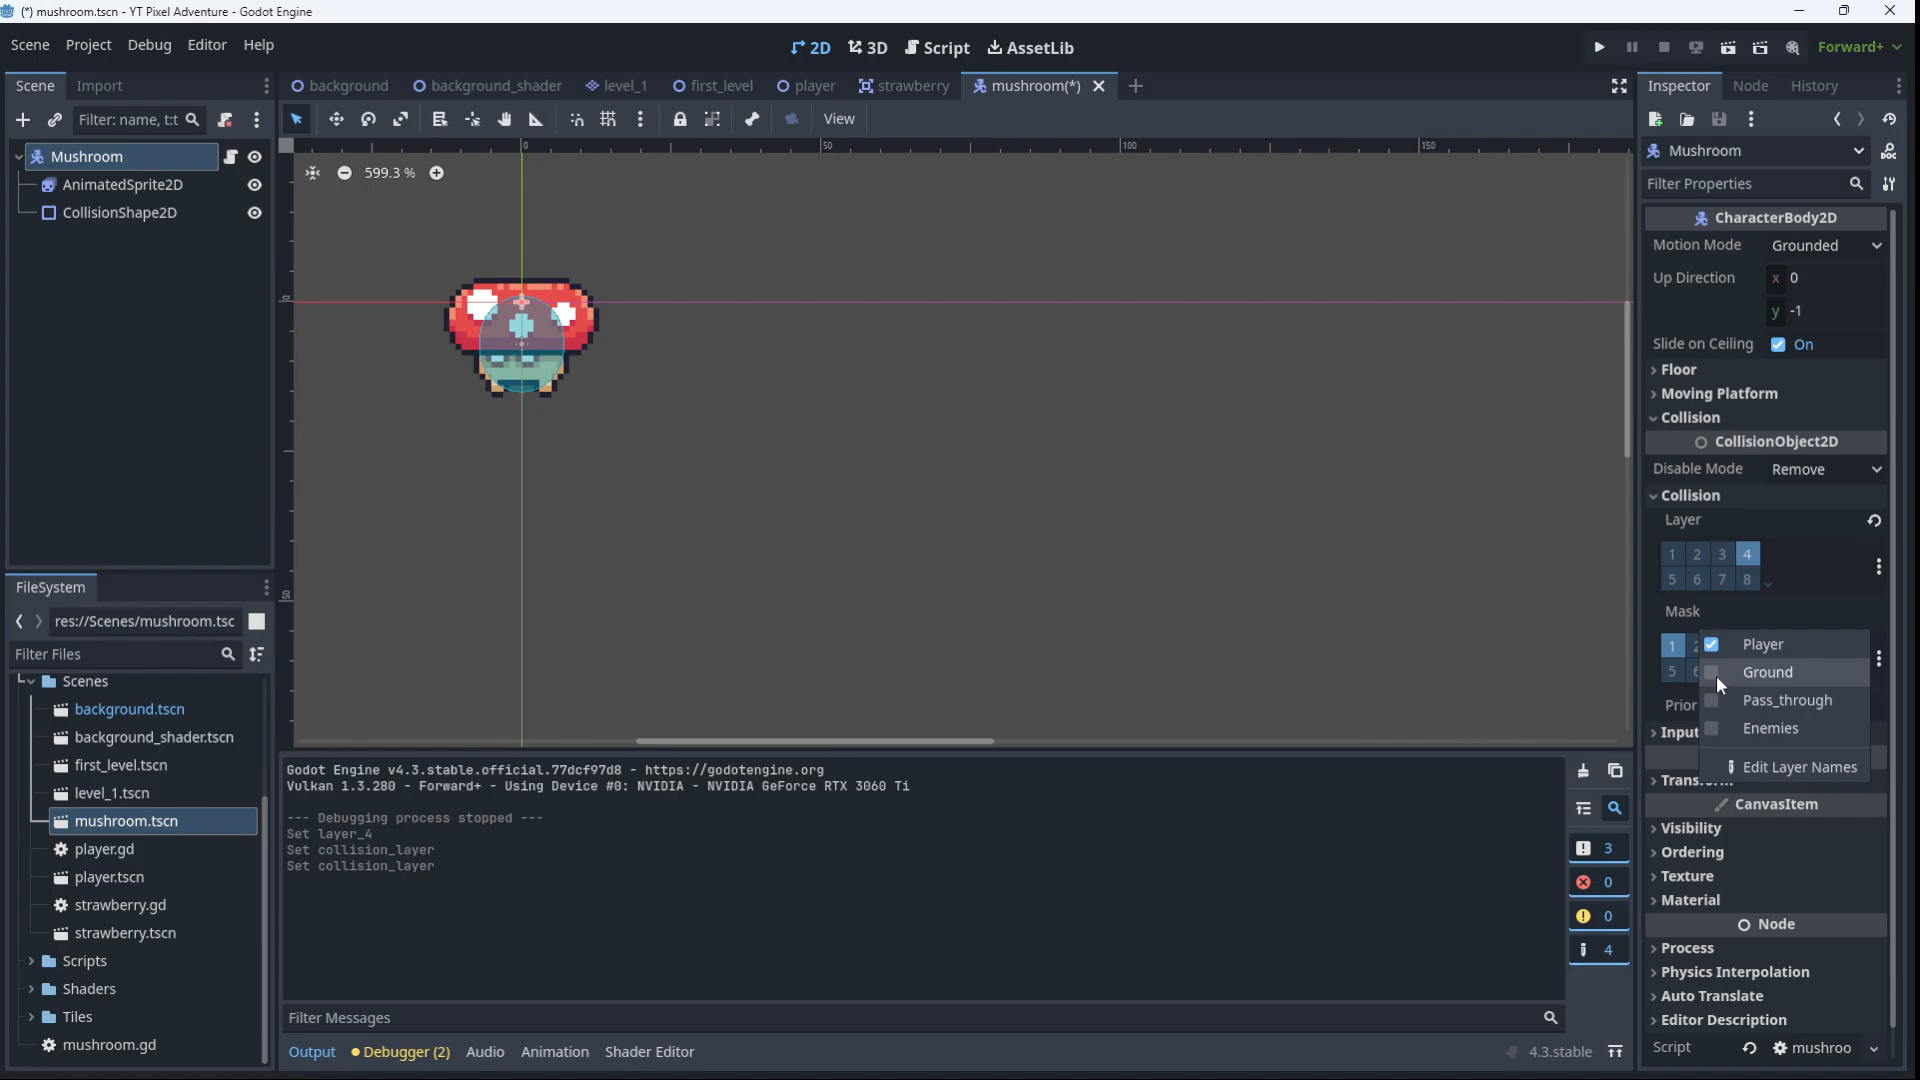 (*) mushroom.tscn - YT Pixel Adventure - Godot Engine
Scene Project Debug Editor Help
2D 3D Script AssetLib
Forward+
Scene Import
background background_shader level_1 first_level player strawberry mushroom(*)
Inspector Node History
Filter: name, t:t
View
Mushroom
AnimatedSprite2D
CollisionShape2D
0 50 100 150
599.3 %
0
50
Mushroom
Filter Properties
CharacterBody2D
Motion Mode Grounded
Up Direction x 0
y -1
Slide on Ceiling On
Floor
Moving Platform
Collision
CollisionObject2D
Disable Mode Remove
Collision
Layer
1 2 3 4
5 6 7 8
Mask
1 2
5 6
Player
Ground
Pass_through
Enemies
Edit Layer Names
Prior
Input
Transform
CanvasItem
Visibility
Ordering
Texture
Material
Node
Process
Physics Interpolation
Auto Translate
Editor Description
Script mushroo
FileSystem
res://Scenes/mushroom.tsc
Filter Files
Scenes
background.tscn
background_shader.tscn
first_level.tscn
level_1.tscn
mushroom.tscn
player.gd
player.tscn
strawberry.gd
strawberry.tscn
Scripts
Shaders
Tiles
mushroom.gd
Godot Engine v4.3.stable.official.77dcf97d8 - https://godotengine.org
Vulkan 1.3.280 - Forward+ - Using Device #0: NVIDIA - NVIDIA GeForce RTX 3060 Ti
--- Debugging process stopped ---
Set layer_4
Set collision_layer
Set collision_layer
3
0
0
4
Filter Messages
Output Debugger (2) Audio Animation Shader Editor
4.3.stable